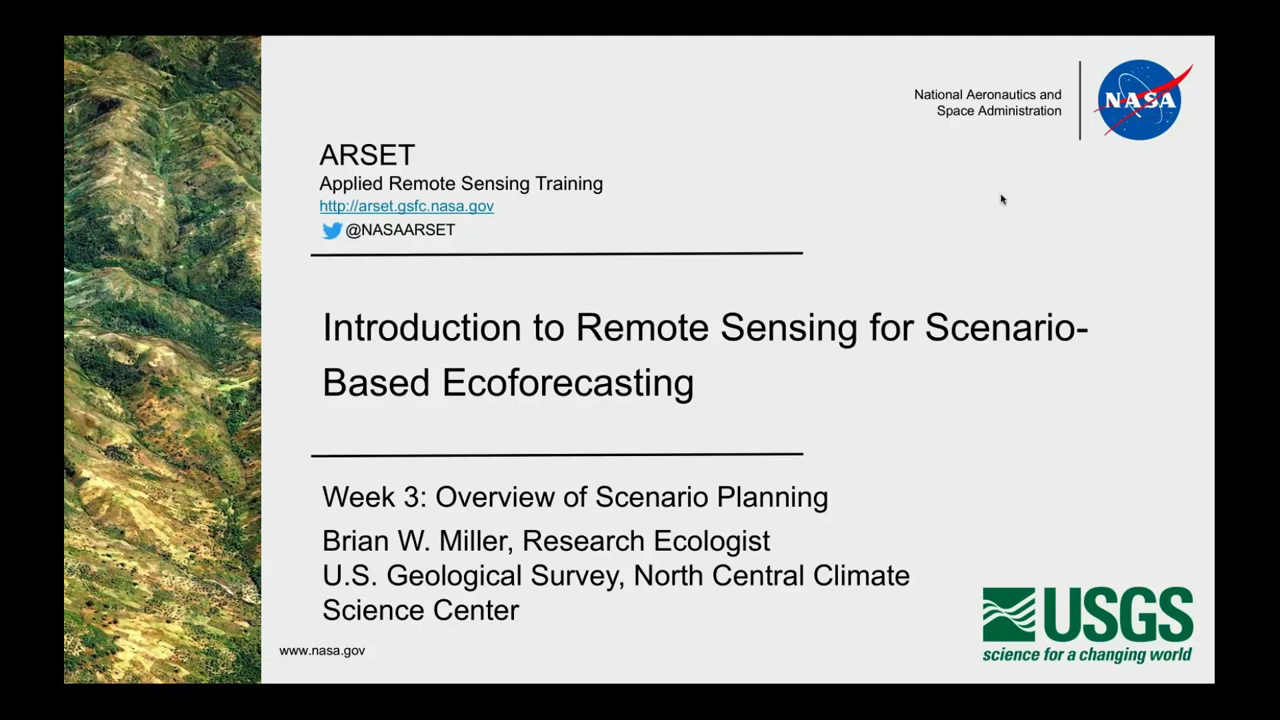 National Aeronautics and
Space Administration
NASA
ARSET
Applied Remote Sensing Training
http://arset.gsfc.nasa.gov
@NASAARSET
Introduction to Remote Sensing for Scenario-
Based Ecoforecasting
Week 3: Overview of Scenario Planning
Brian W. Miller, Research Ecologist
U.S. Geological Survey, North Central Climate
Science Center
www.nasa.gov
USGS
science for a changing world